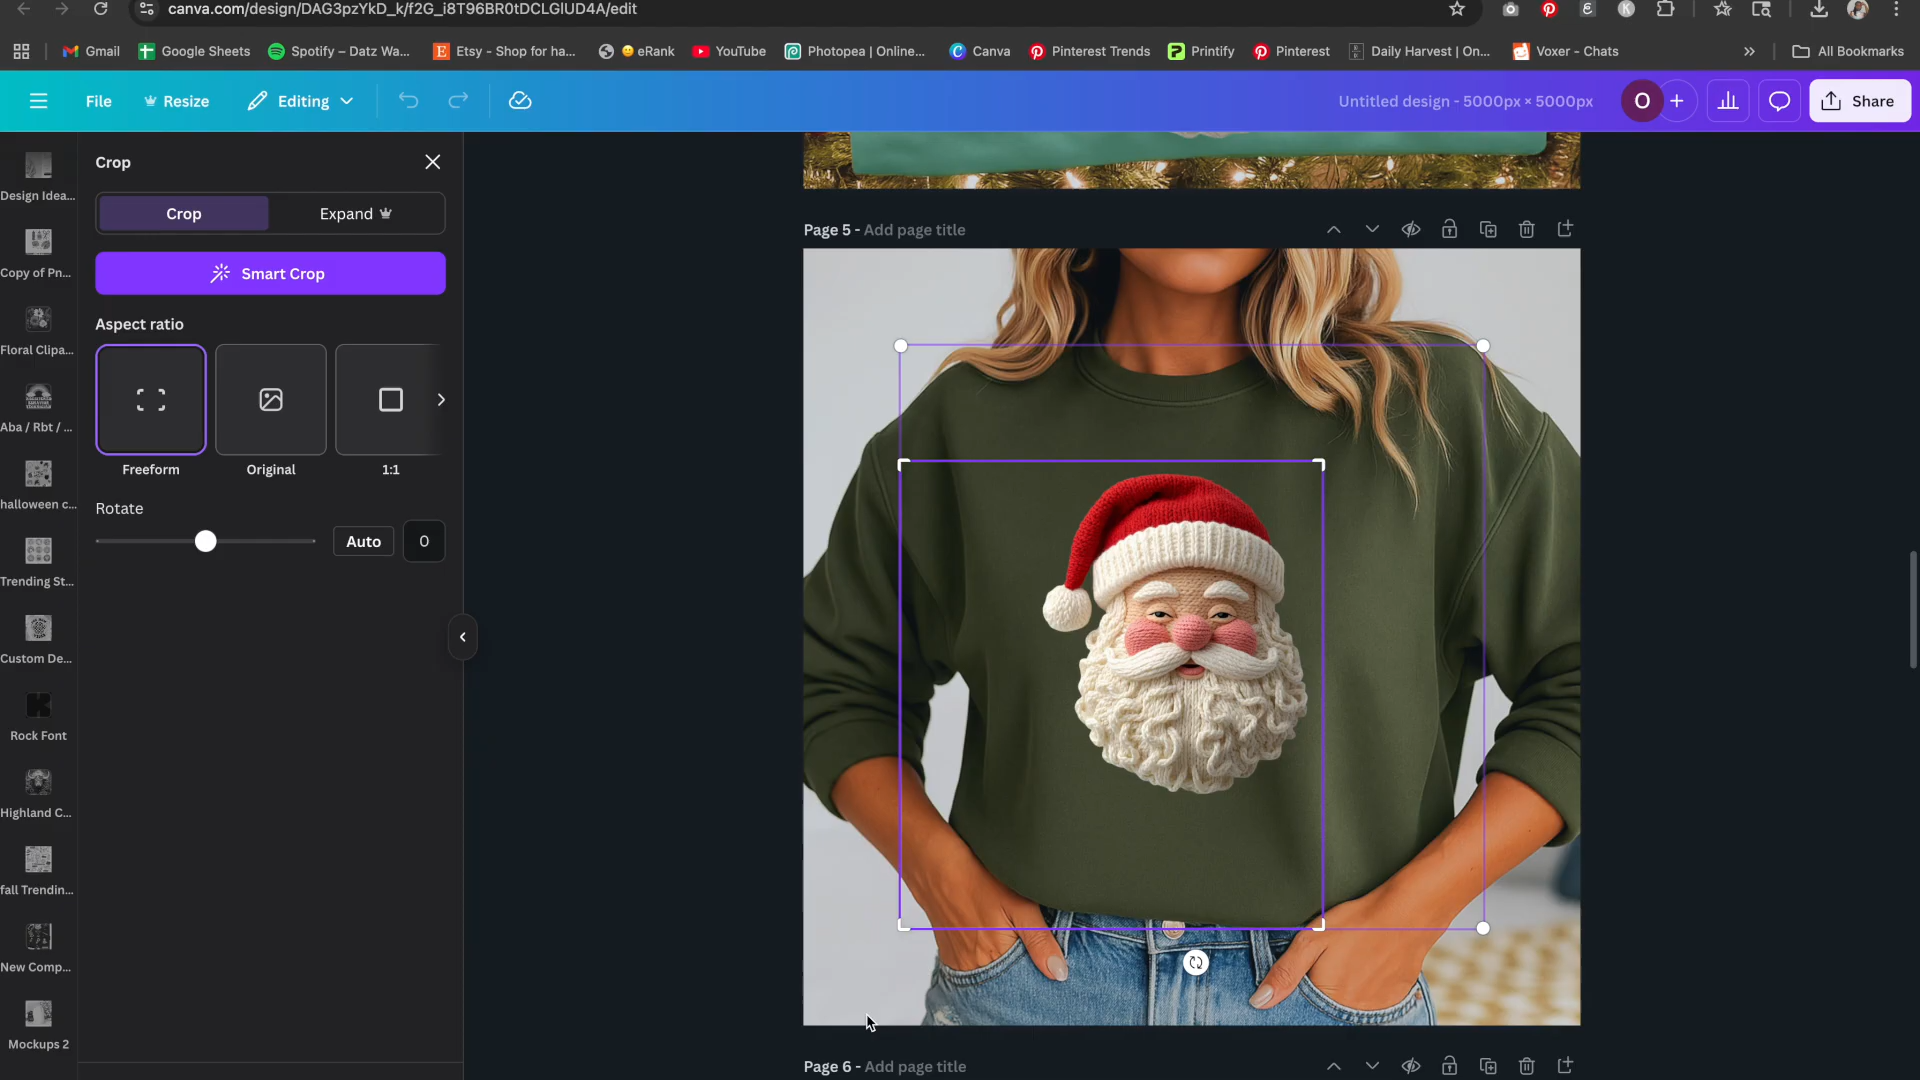 canva.com/design/DAG3pzYkD_k/f2G_i8T96BR0tDCLGlUD4A/edit
Gmail
Google Sheets
Spotify – Datz Wa...
Etsy - Shop for ha...
eRank
YouTube
Photopea | Online...
Canva
Pinterest Trends
Printify
Pinterest
Daily Harvest | On...
Voxer - Chats
All Bookmarks
File
Resize
Editing
Untitled design - 5000px × 5000px
O
Share
Crop
Crop
Expand
Smart Crop
Aspect ratio
Freeform
Original
1:1
Rotate
Auto
0
Design Idea...
Copy of Pn...
Floral Clipa...
Aba / Rbt / ...
halloween c...
Trending St...
Custom De...
Rock Font
Highland C...
fall Trendin...
New Comp...
Mockups 2
Page 5 - Add page title
Page 6 - Add page title